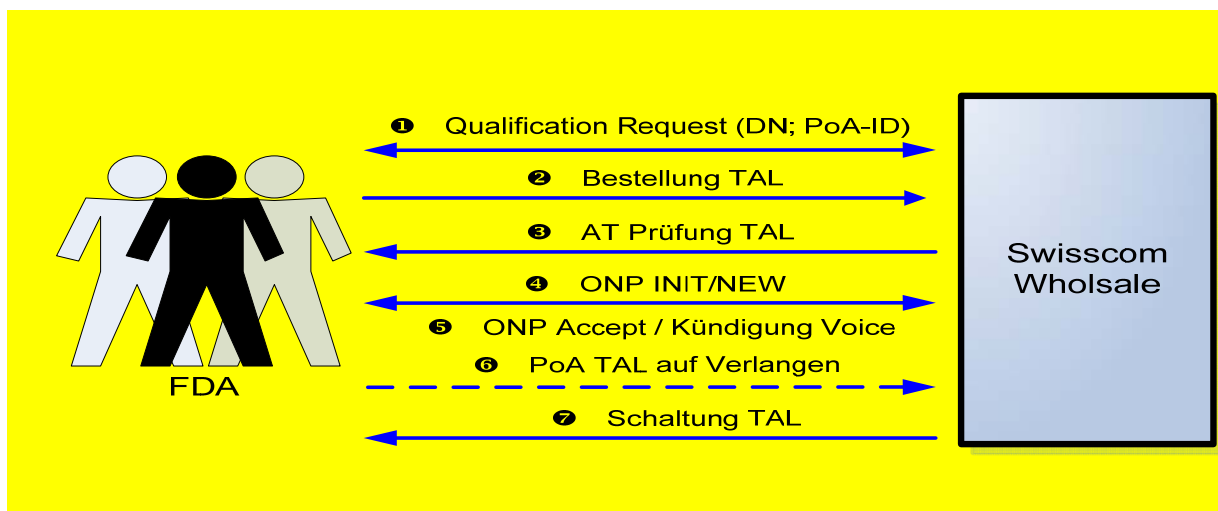 ❶ Qualification Request (DN; PoA-ID)
❷ Bestellung TAL
❸ AT Prüfung TAL
❹ ONP INIT/NEW
❺ ONP Accept / Kündigung Voice
❻ PoA TAL auf Verlangen
❼ Schaltung TAL
FDA
Swisscom
Wholsale